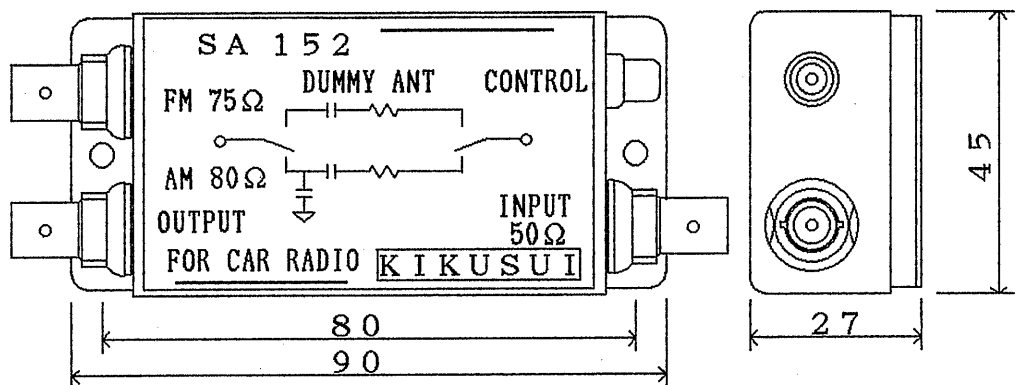 SA 152
DUMMY ANT
CONTROL
FM 75Ω
AM 80Ω
OUTPUT
INPUT
50Ω
FOR CAR RADIO
KIKUSUI
80
90
27
45